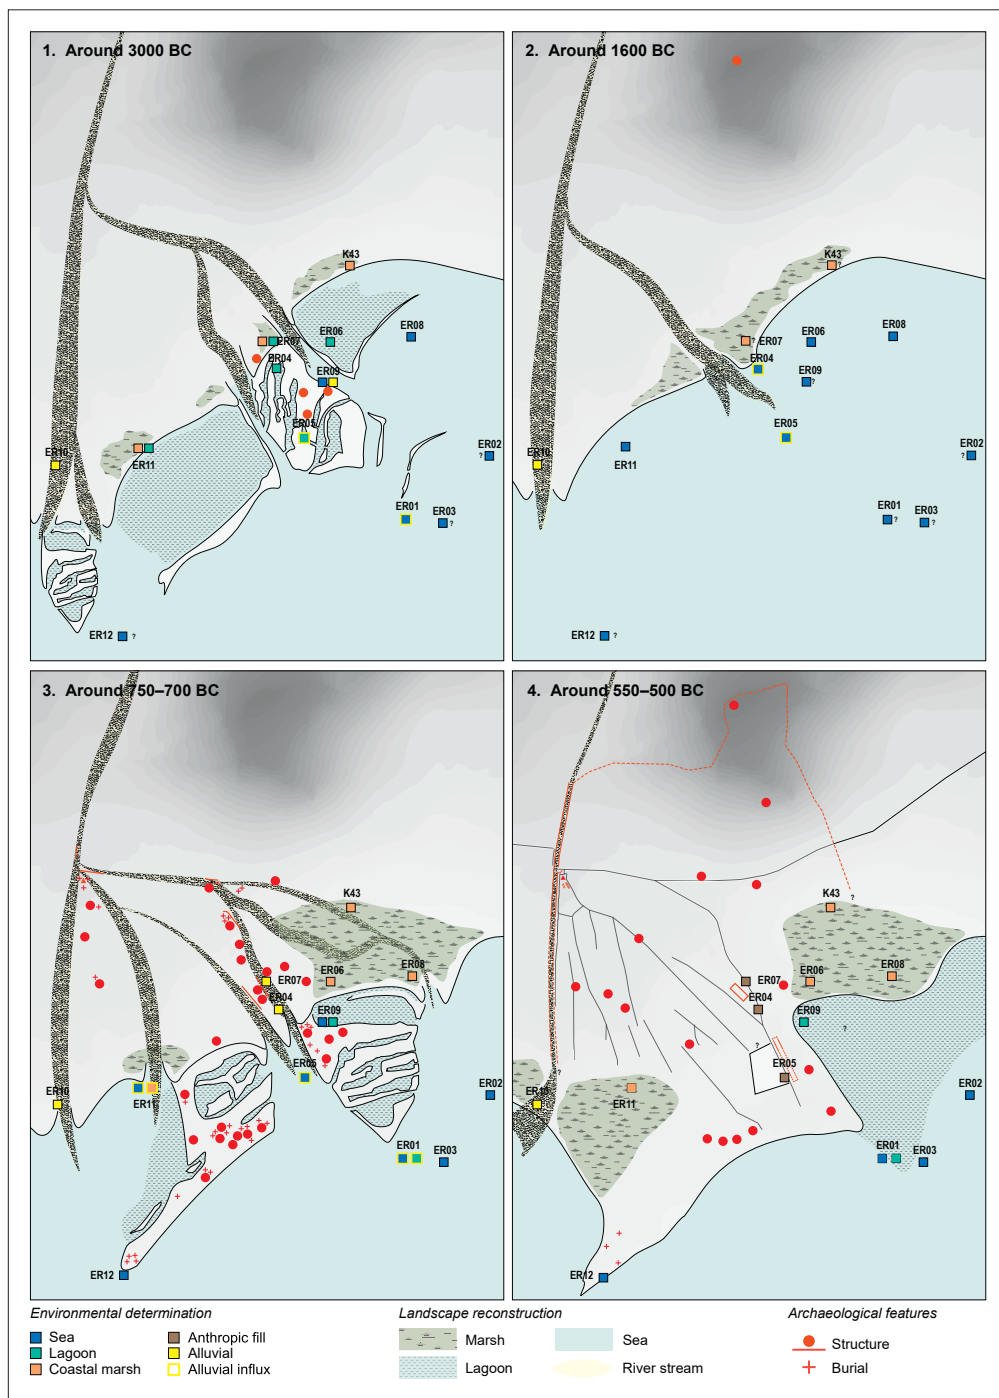 1. Around 3000 BC
K43
ER08
ER06
ER07
ER04
ER09
ER05
ER02
?
ER10
ER11
ER01
ER03
?
ER12
?
2. Around 1600 BC
K43
?
ER08
ER06
ER07
?
ER04
ER09
?
ER05
ER02
?
ER10
ER11
ER01
?
ER03
?
ER12
?
3. Around 750–700 BC
K43
ER08
ER06
ER07
ER04
ER09
ER05
ER02
ER10
ER11
ER01
ER03
ER12
4. Around 550–500 BC
K43
?
ER08
ER06
ER07
ER04
ER09
?
?
ER05
?
ER02
ER10
ER11
ER01
ER03
ER12
Environmental determination
Sea
Lagoon
Coastal marsh
Anthropic fill
Alluvial
Alluvial influx
Landscape reconstruction
Marsh
Lagoon
Sea
River stream
Archaeological features
Structure
Burial